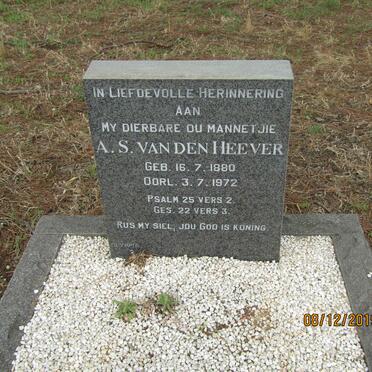 IN LIEFDEVOLLE HERINNERING
AAN
MY DIERBARE OU MANNETJIE
A. S. VAN DEN HEEVER
GEB. 16. 7. 1880
OORL. 3. 7. 1972
PSALM 25 VERS 2.
GES. 22 VERS 3.
RUS MY SIEL, JOU GOD IS KONING
08/12/201